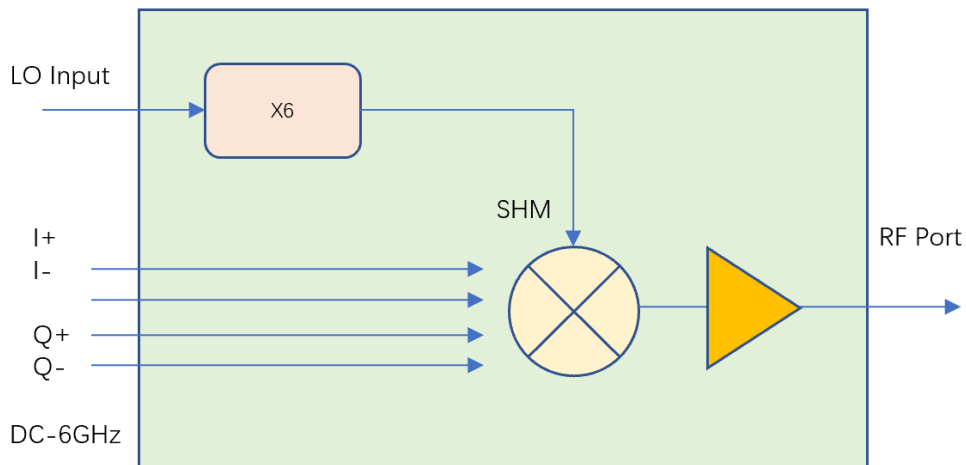 LO Input
X6
SHM
RF Port
I+
I-
Q+
Q-
DC-6GHz